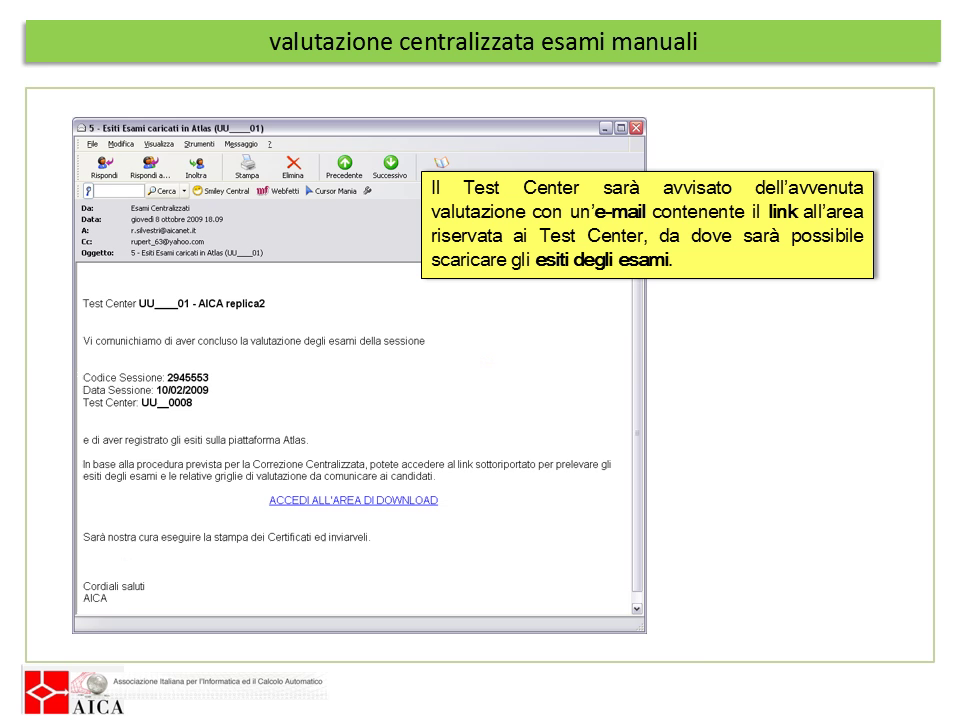 valutazione centralizzata esami manuali
5 - Esiti Esami caricati in Atlas (UU____01)
File Modifica Visualizza Strumenti Messaggio ?
Rispondi Rispondi a... Inoltra Stampa Elimina Precedente Successivo
Cerca Smiley Central Webfetti Cursor Mania
Da: Esami Centralizzati
Data: giovedì 8 ottobre 2009 18.09
A: r.silvestri@aicanet.it
Cc: rupert_63@yahoo.com
Oggetto: 5 - Esiti Esami caricati in Atlas (UU____01)
Il Test Center sarà avvisato dell'avvenuta
valutazione con un'e-mail contenente il link all'area
riservata ai Test Center, da dove sarà possibile
scaricare gli esiti degli esami.
Test Center UU____01 - AICA replica2
Vi comunichiamo di aver concluso la valutazione degli esami della sessione
Codice Sessione: 2945553
Data Sessione: 10/02/2009
Test Center: UU__0008
e di aver registrato gli esiti sulla piattaforma Atlas.
In base alla procedura prevista per la Correzione Centralizzata, potete accedere al link sottoriportato per prelevare gli
esiti degli esami e le relative griglie di valutazione da comunicare ai candidati.
ACCEDI ALL'AREA DI DOWNLOAD
Sarà nostra cura eseguire la stampa dei Certificati ed inviarveli.
Cordiali saluti
AICA
Associazione Italiana per l'Informatica ed il Calcolo Automatico
AICA